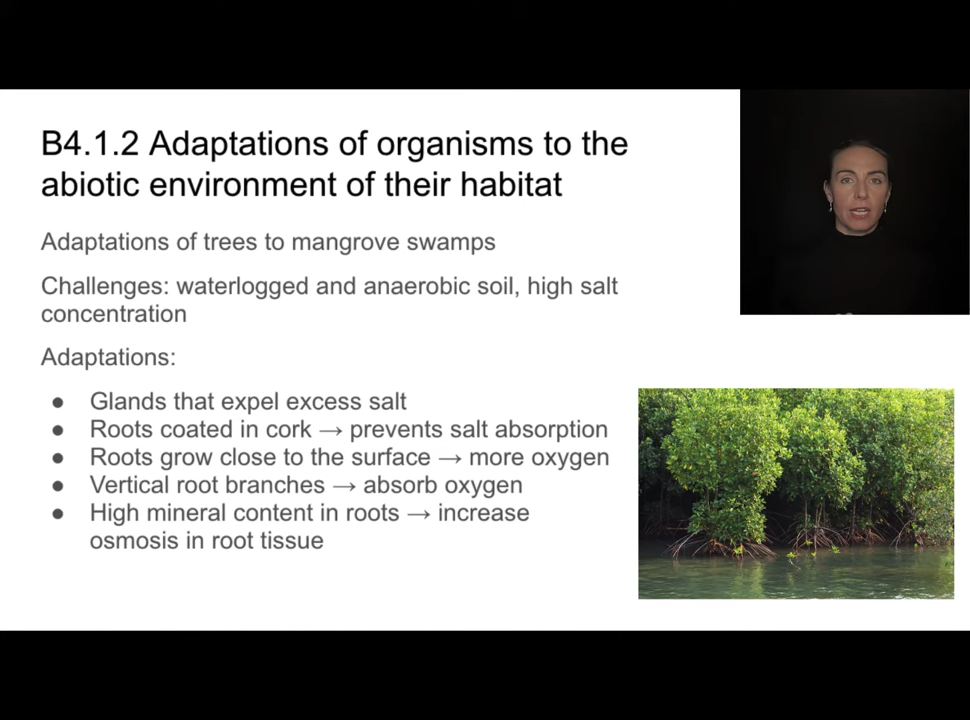 B4.1.2 Adaptations of organisms to the
abiotic environment of their habitat
Adaptations of trees to mangrove swamps
Challenges: waterlogged and anaerobic soil, high salt
concentration
Adaptations:
● Glands that expel excess salt
● Roots coated in cork → prevents salt absorption
● Roots grow close to the surface → more oxygen
● Vertical root branches → absorb oxygen
● High mineral content in roots → increase
osmosis in root tissue